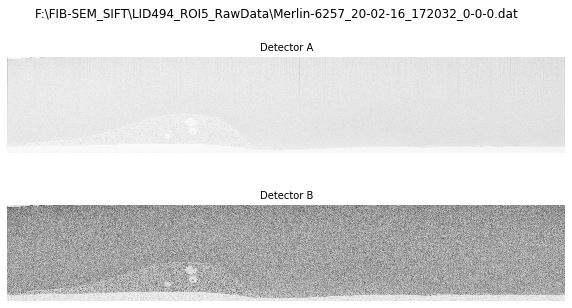 F:\FIB-SEM_SIFT\LID494_ROI5_RawData\Merlin-6257_20-02-16_172032_0-0-0.dat
Detector A
Detector B